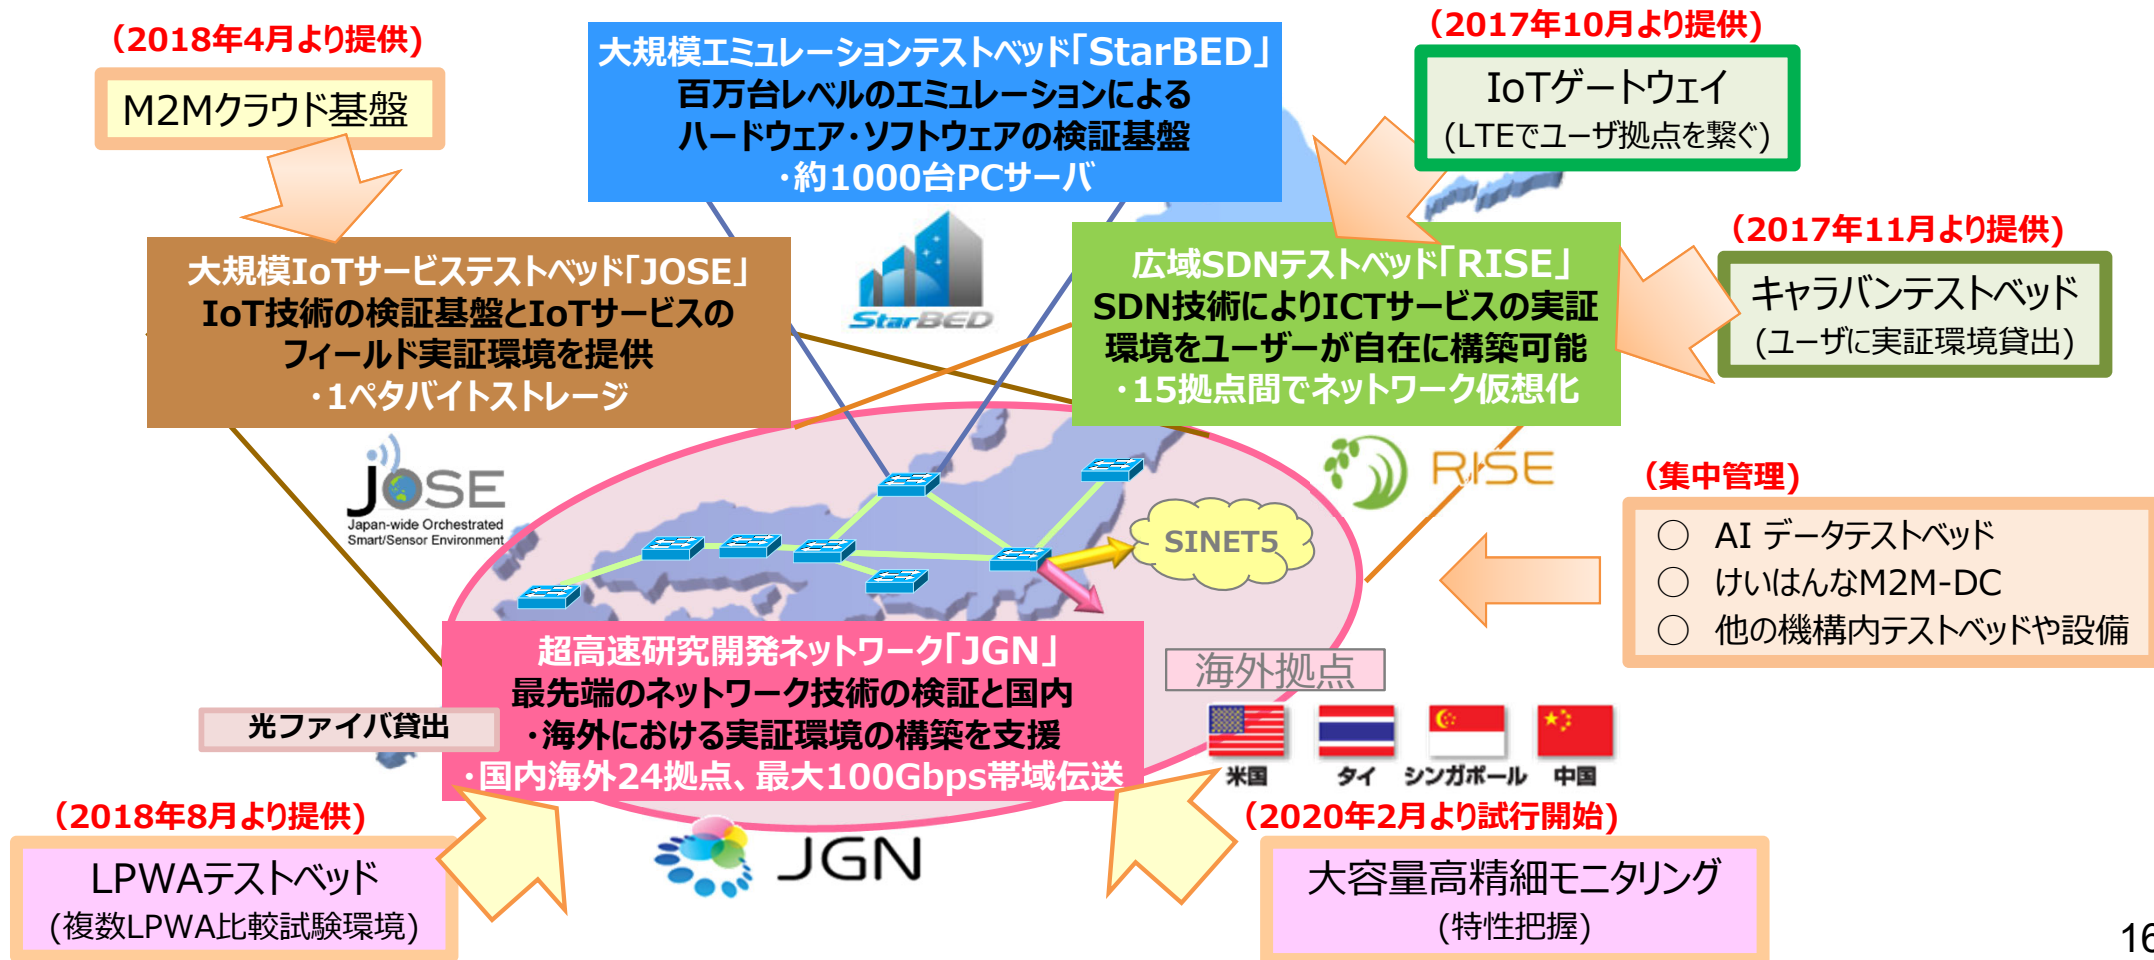 (2018年4月より提供)
M2Mクラウド基盤
大規模エミュレーションテストベッド「StarBED」
百万台レベルのエミュレーションによる
ハードウェア・ソフトウェアの検証基盤
・約1000台PCサーバ
(2017年10月より提供)
IoTゲートウェイ
(LTEでユーザ拠点を繋ぐ)
(2017年11月より提供)
キャラバンテストベッド
(ユーザに実証環境貸出)
大規模IoTサービステストベッド「JOSE」
IoT技術の検証基盤とIoTサービスの
フィールド実証環境を提供
・1ペタバイトストレージ
StarBED
広域SDNテストベッド「RISE」
SDN技術によりICTサービスの実証
環境をユーザーが自在に構築可能
・15拠点間でネットワーク仮想化
JOSE
Japan-wide Orchestrated
Smart/Sensor Environment
RISE
SINET5
(集中管理)
○ AI データテストベッド
○ けいはんなM2M-DC
○ 他の機構内テストベッドや設備
超高速研究開発ネットワーク「JGN」
最先端のネットワーク技術の検証と国内
・海外における実証環境の構築を支援
・国内海外24拠点、最大100Gbps帯域伝送
光ファイバ貸出
海外拠点
米国 タイ シンガポール 中国
(2018年8月より提供)
LPWAテストベッド
(複数LPWA比較試験環境)
JGN
(2020年2月より試行開始)
大容量高精細モニタリング
(特性把握)
16